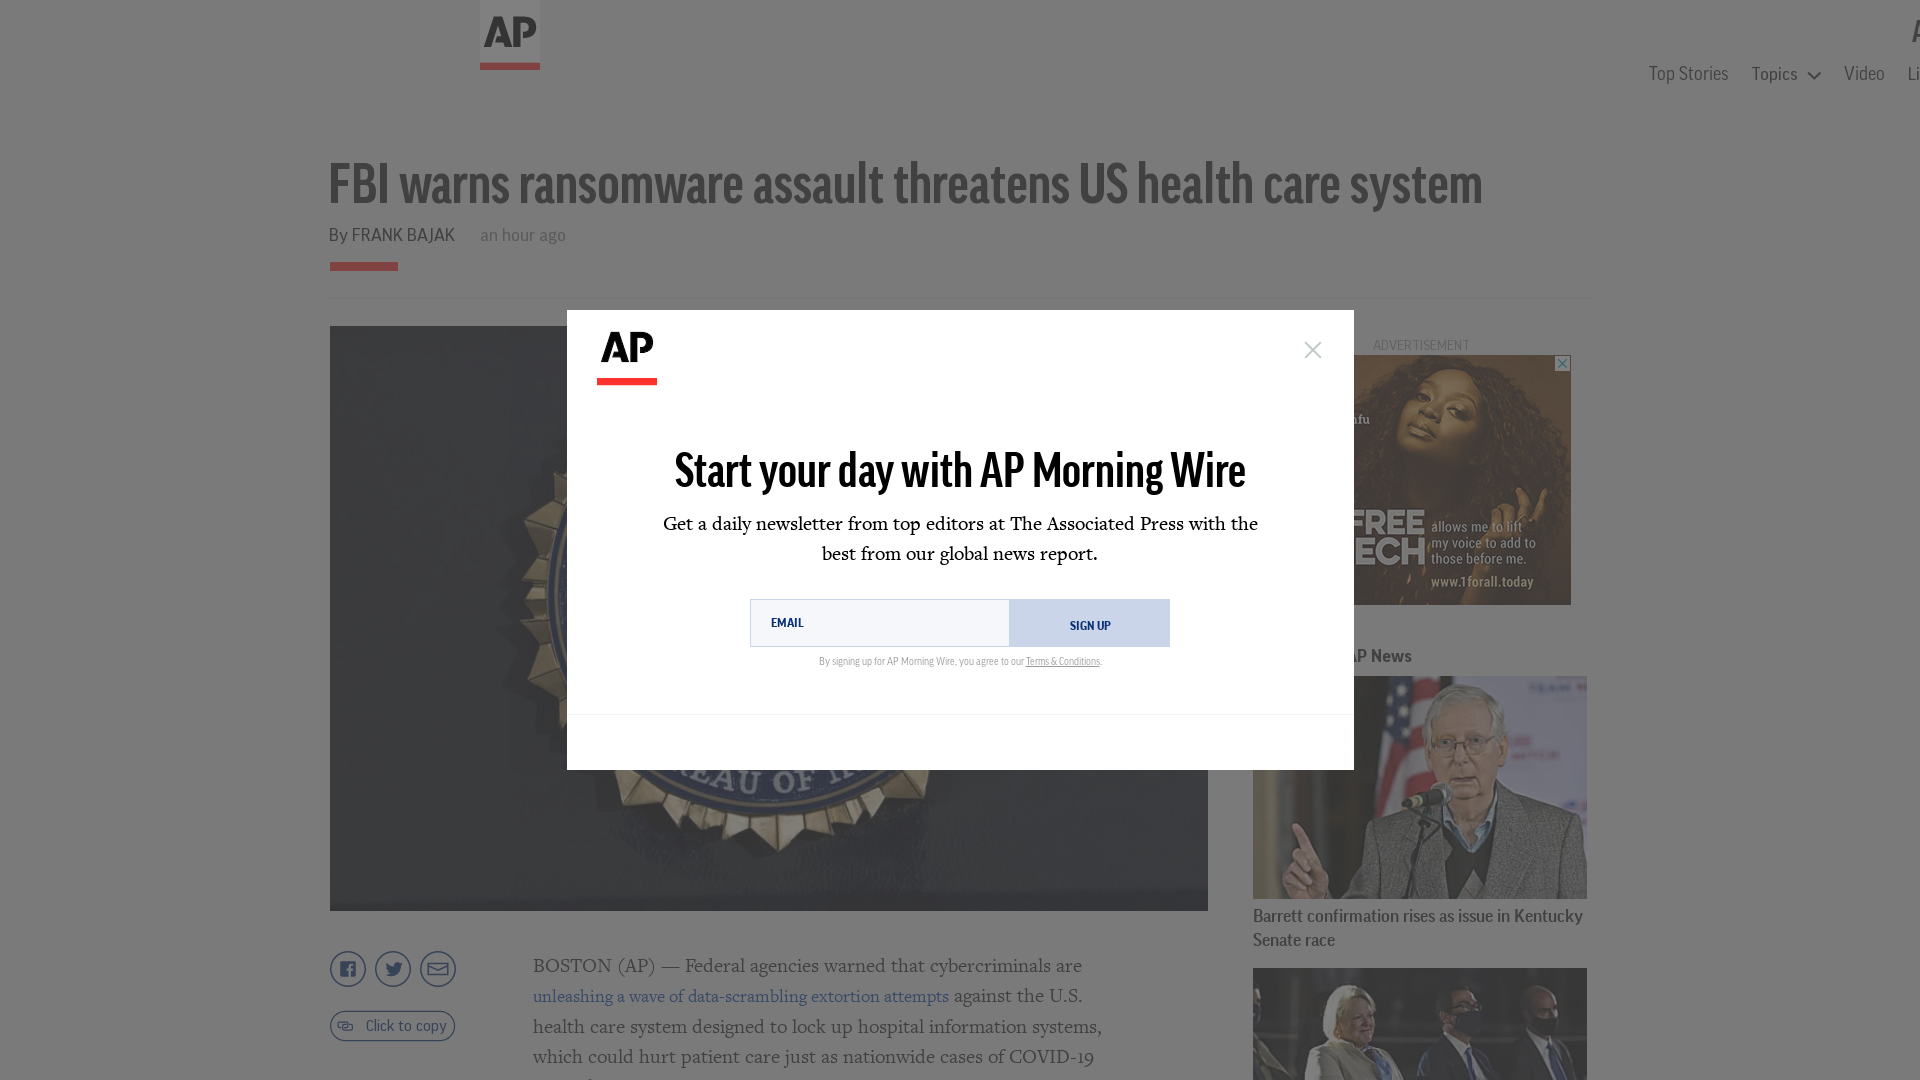 AP
Top Stories
Topics
Video
FBI warns ransomware assault threatens US health care system
By FRANK BAJAK
an hour ago
AP
Start your day with AP Morning Wire
Get a daily newsletter from top editors at The Associated Press with the
best from our global news report.
EMAIL
SIGN UP
By signing up for AP Morning Wire, you agree to our Terms & Conditions.
ADVERTISEMENT
FREE
allows me to lift
my voice to add to
those before me.
www.1forall.today
AP News
Barrett confirmation rises as issue in Kentucky
Senate race
Click to copy
BOSTON (AP) — Federal agencies warned that cybercriminals are
unleashing a wave of data-scrambling extortion attempts against the U.S.
health care system designed to lock up hospital information systems,
which could hurt patient care just as nationwide cases of COVID-19